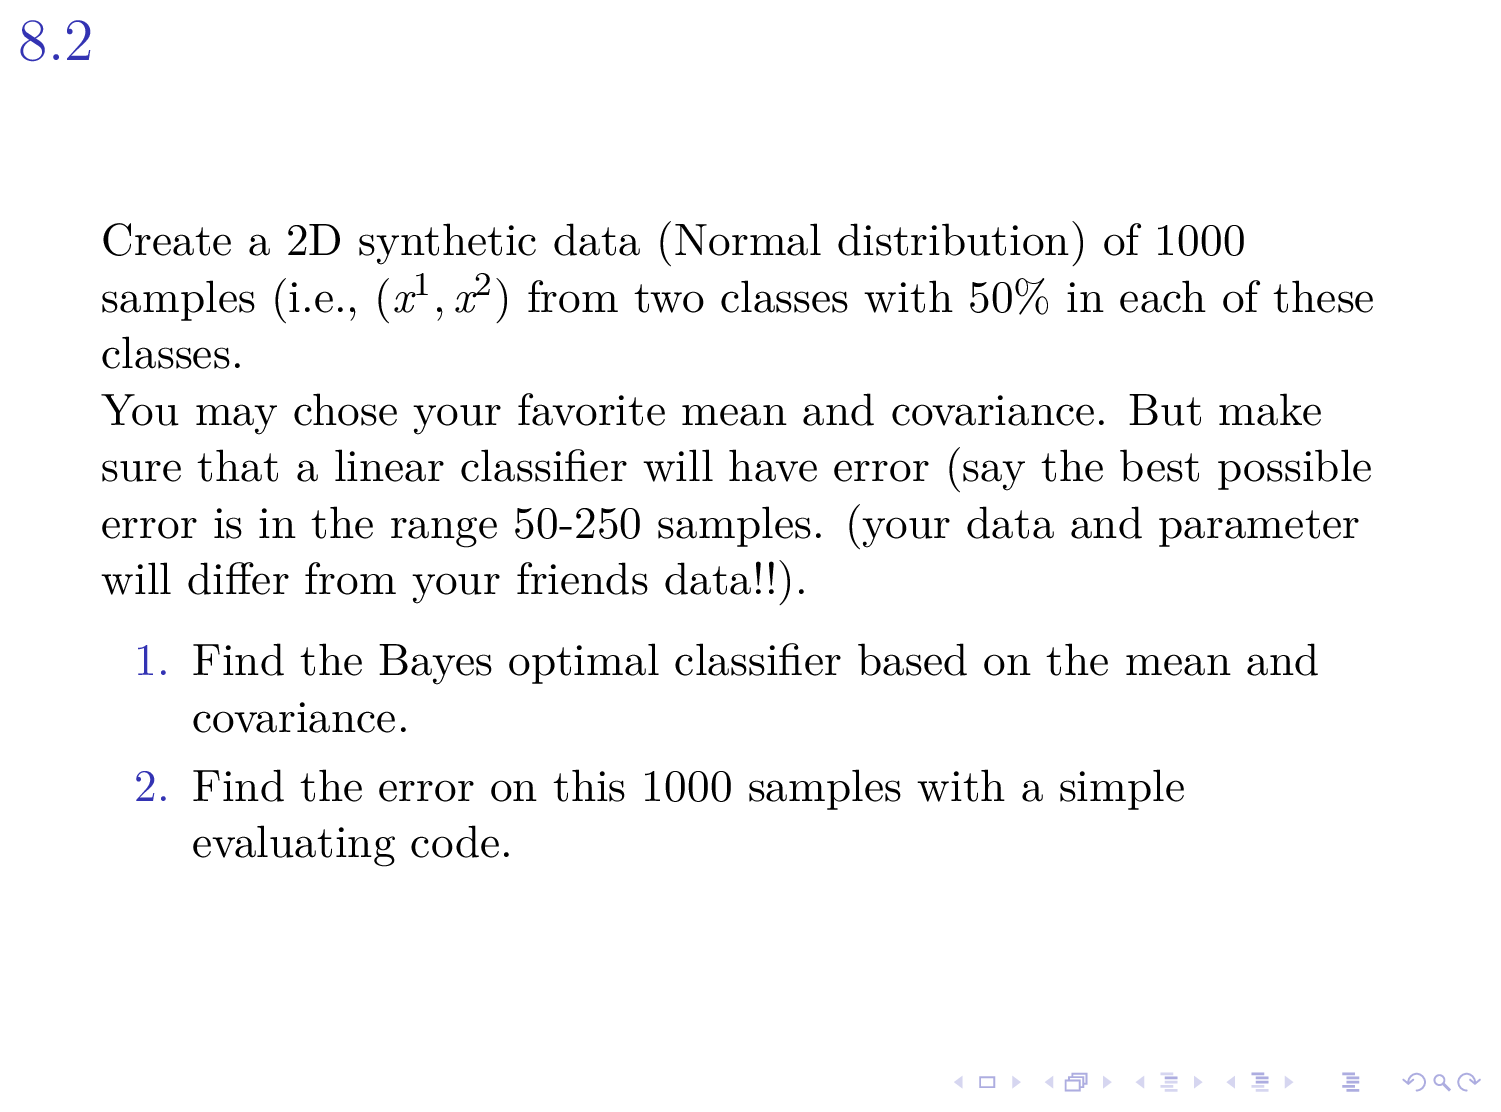 8.2
Create a 2D synthetic data (Normal distribution) of 1000
samples (i.e., (x¹, x²) from two classes with 50% in each of these
classes.
You may chose your favorite mean and covariance. But make
sure that a linear classifier will have error (say the best possible
error is in the range 50-250 samples. (your data and parameter
will differ from your friends data!!).
1. Find the Bayes optimal classifier based on the mean and
covariance.
2. Find the error on this 1000 samples with a simple
evaluating code.